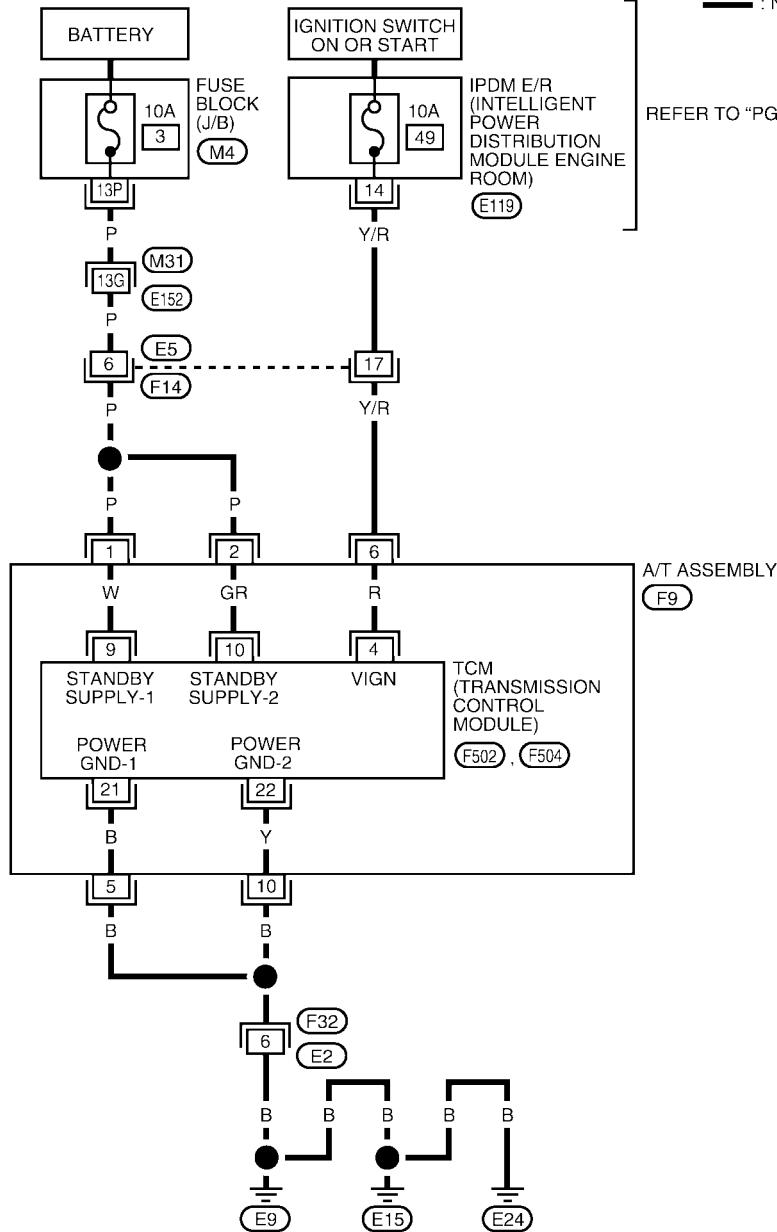 : N
BATTERY
IGNITION SWITCH
ON OR START
FUSE
BLOCK
(J/B)
M4
10A
3
IPDM E/R
(INTELLIGENT
POWER
DISTRIBUTION
MODULE ENGINE
ROOM)
E119
10A
49
REFER TO “PG
13P
14
P
Y/R
13G
M31
E152
P
6
E5
F14
17
P
Y/R
P
P
1
2
6
A/T ASSEMBLY
F9
W
GR
R
9
10
4
STANDBY
SUPPLY-1
STANDBY
SUPPLY-2
VIGN
TCM
(TRANSMISSION
CONTROL
MODULE)
F502 , F504
POWER
GND-1
POWER
GND-2
21
22
B
Y
5
10
B
B
6
F32
E2
B
B
B
B
B
E9
E15
E24